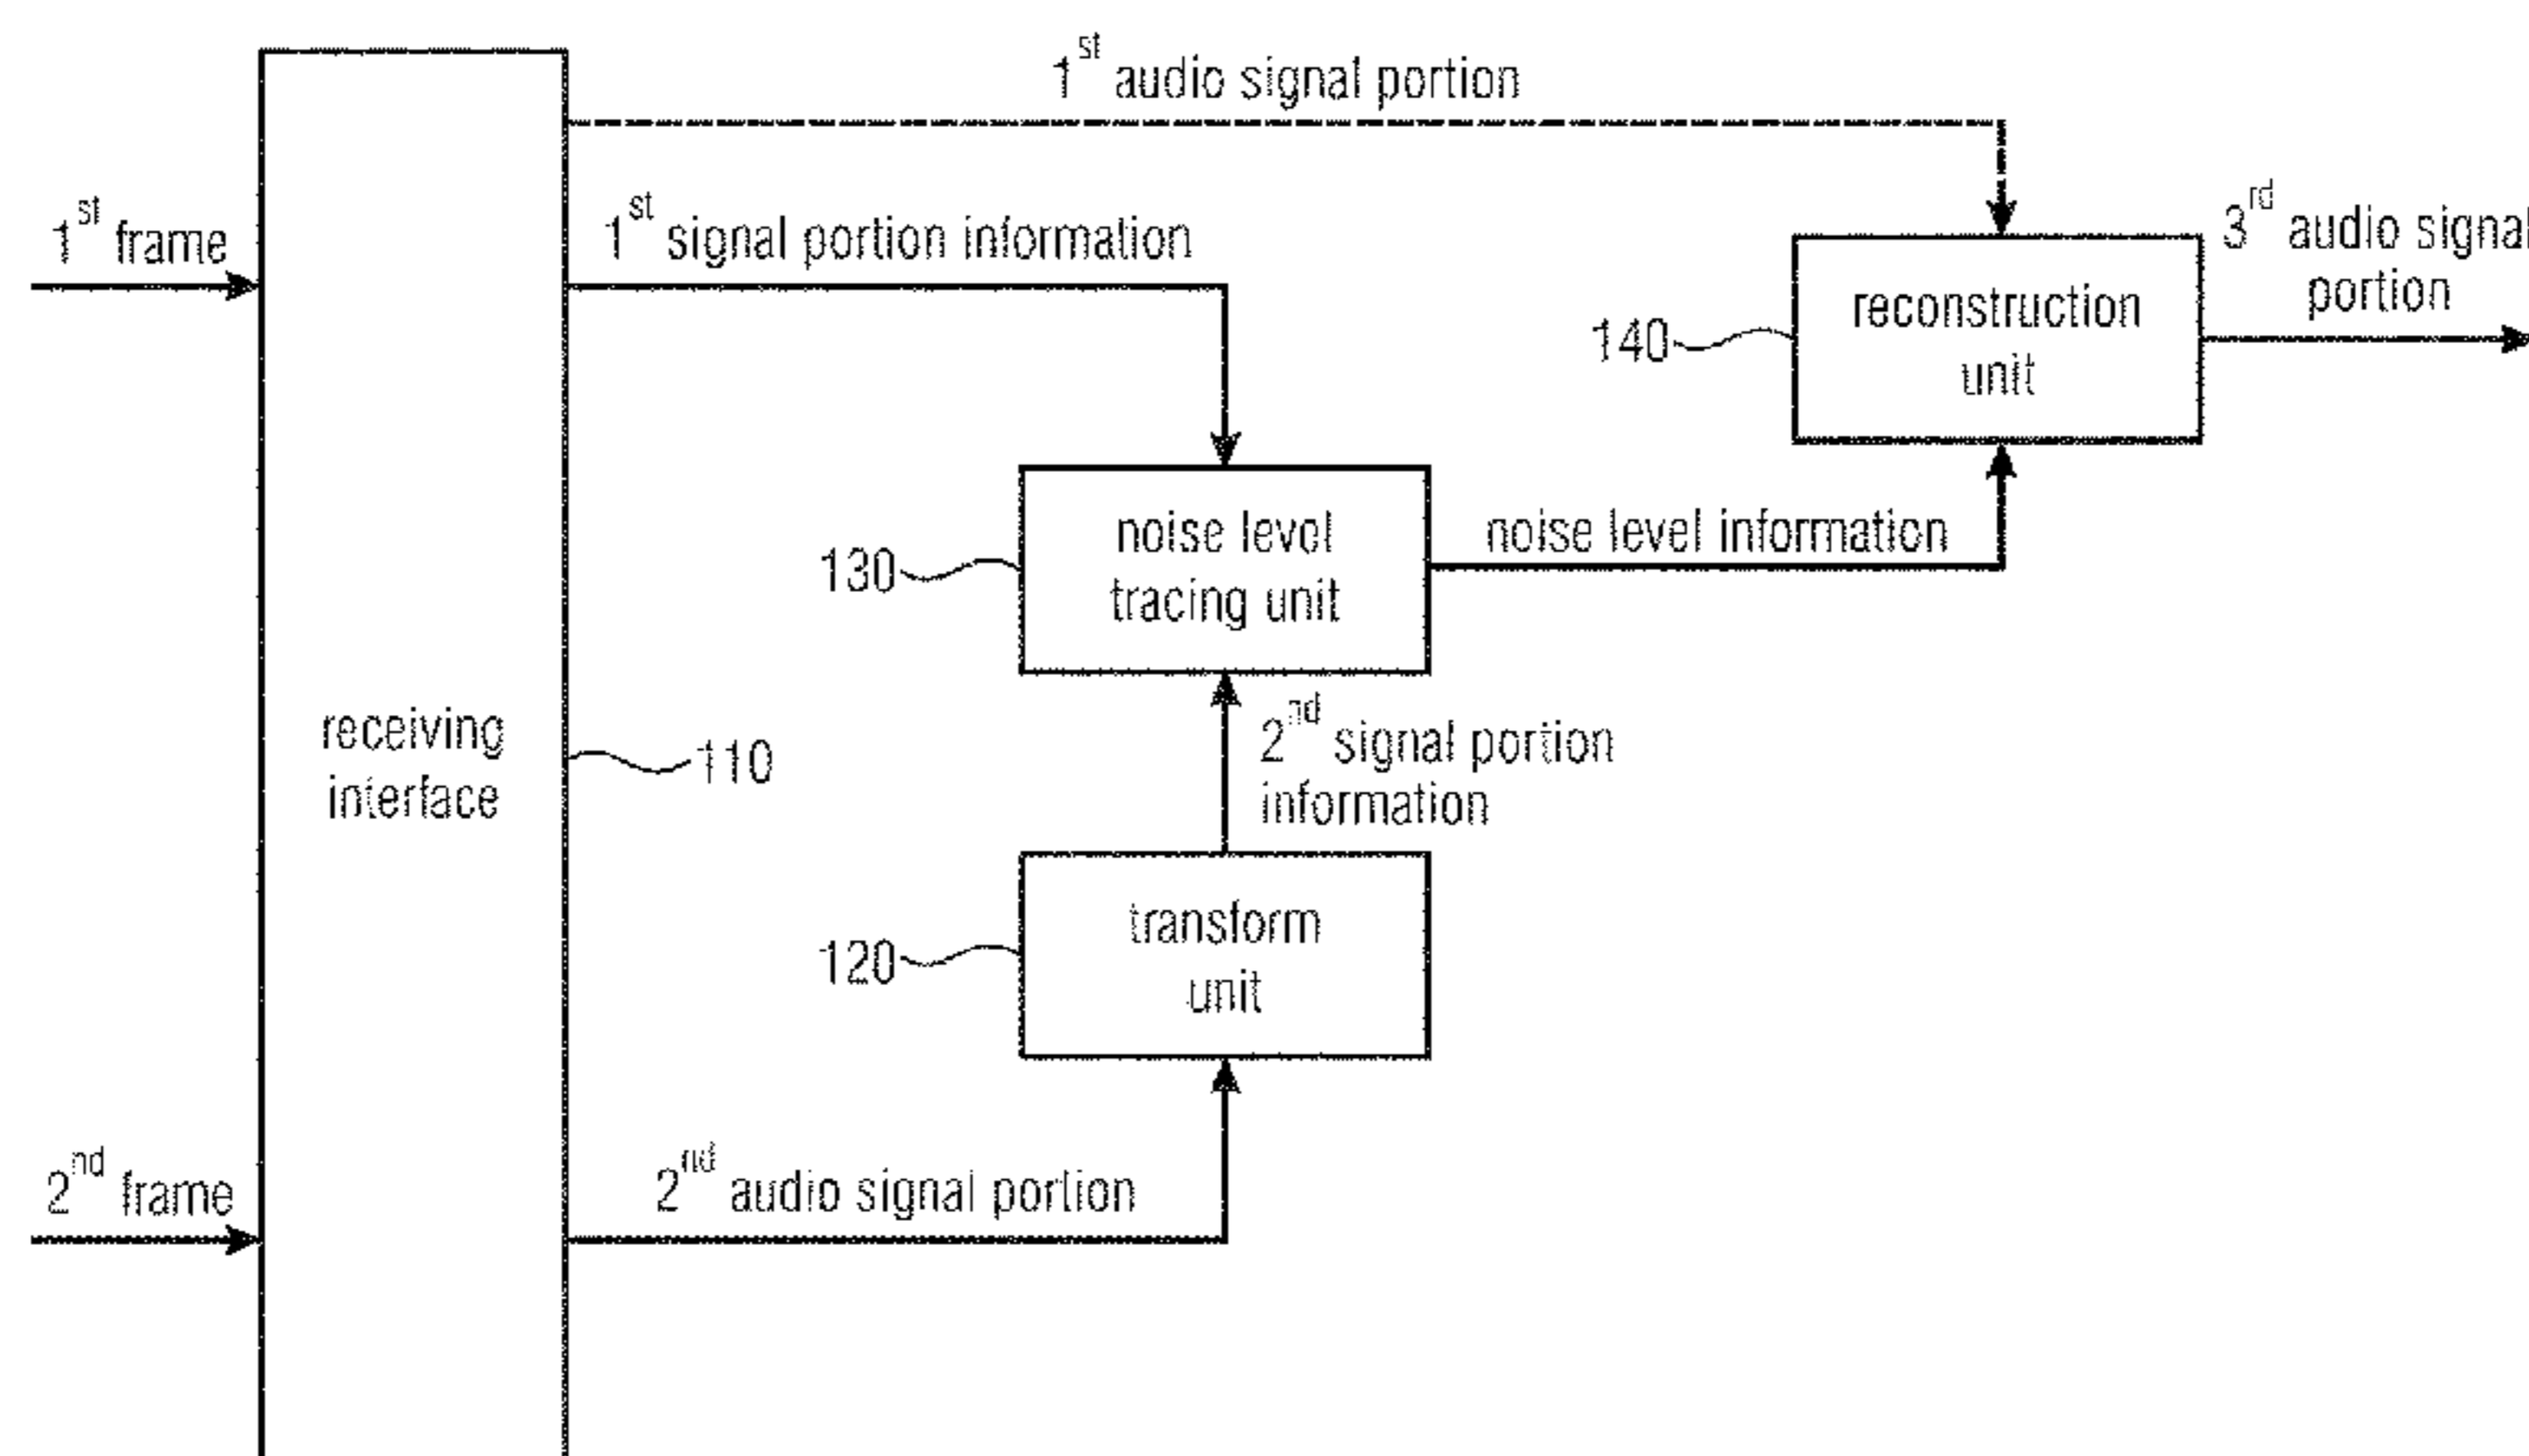 1st audio signal portion
1st frame
1st signal portion information
3rd audio signal
portion
reconstruction
unit
140
noise level
tracing unit
130
noise level information
receiving
interface
110
2nd signal portion
information
transform
unit
120
2nd frame
2nd audio signal portion